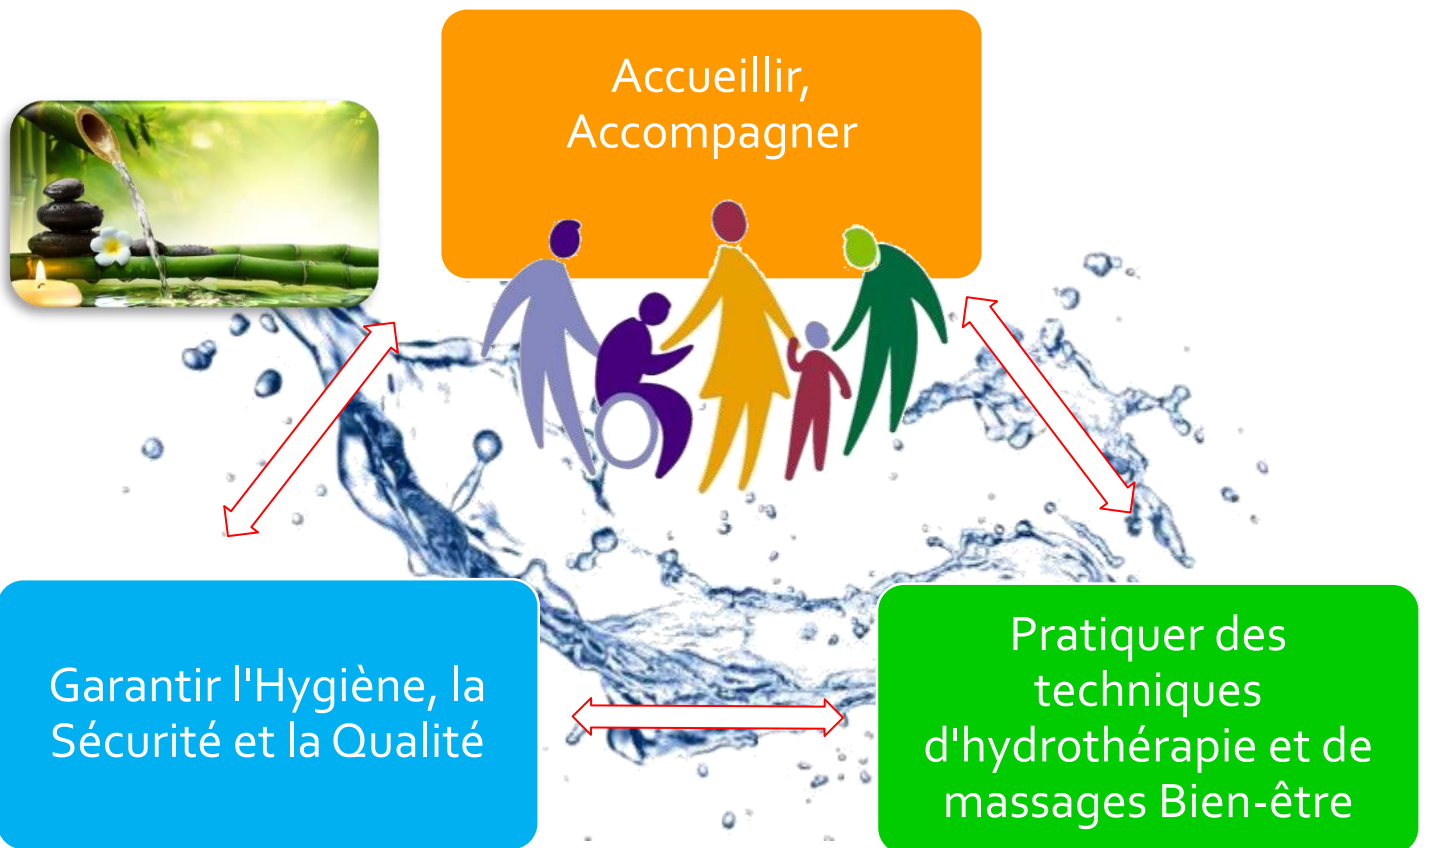 Accueillir,
Accompagner
Garantir l'Hygiène, la
Sécurité et la Qualité
Pratiquer des
techniques
d'hydrothérapie et de
massages Bien-être